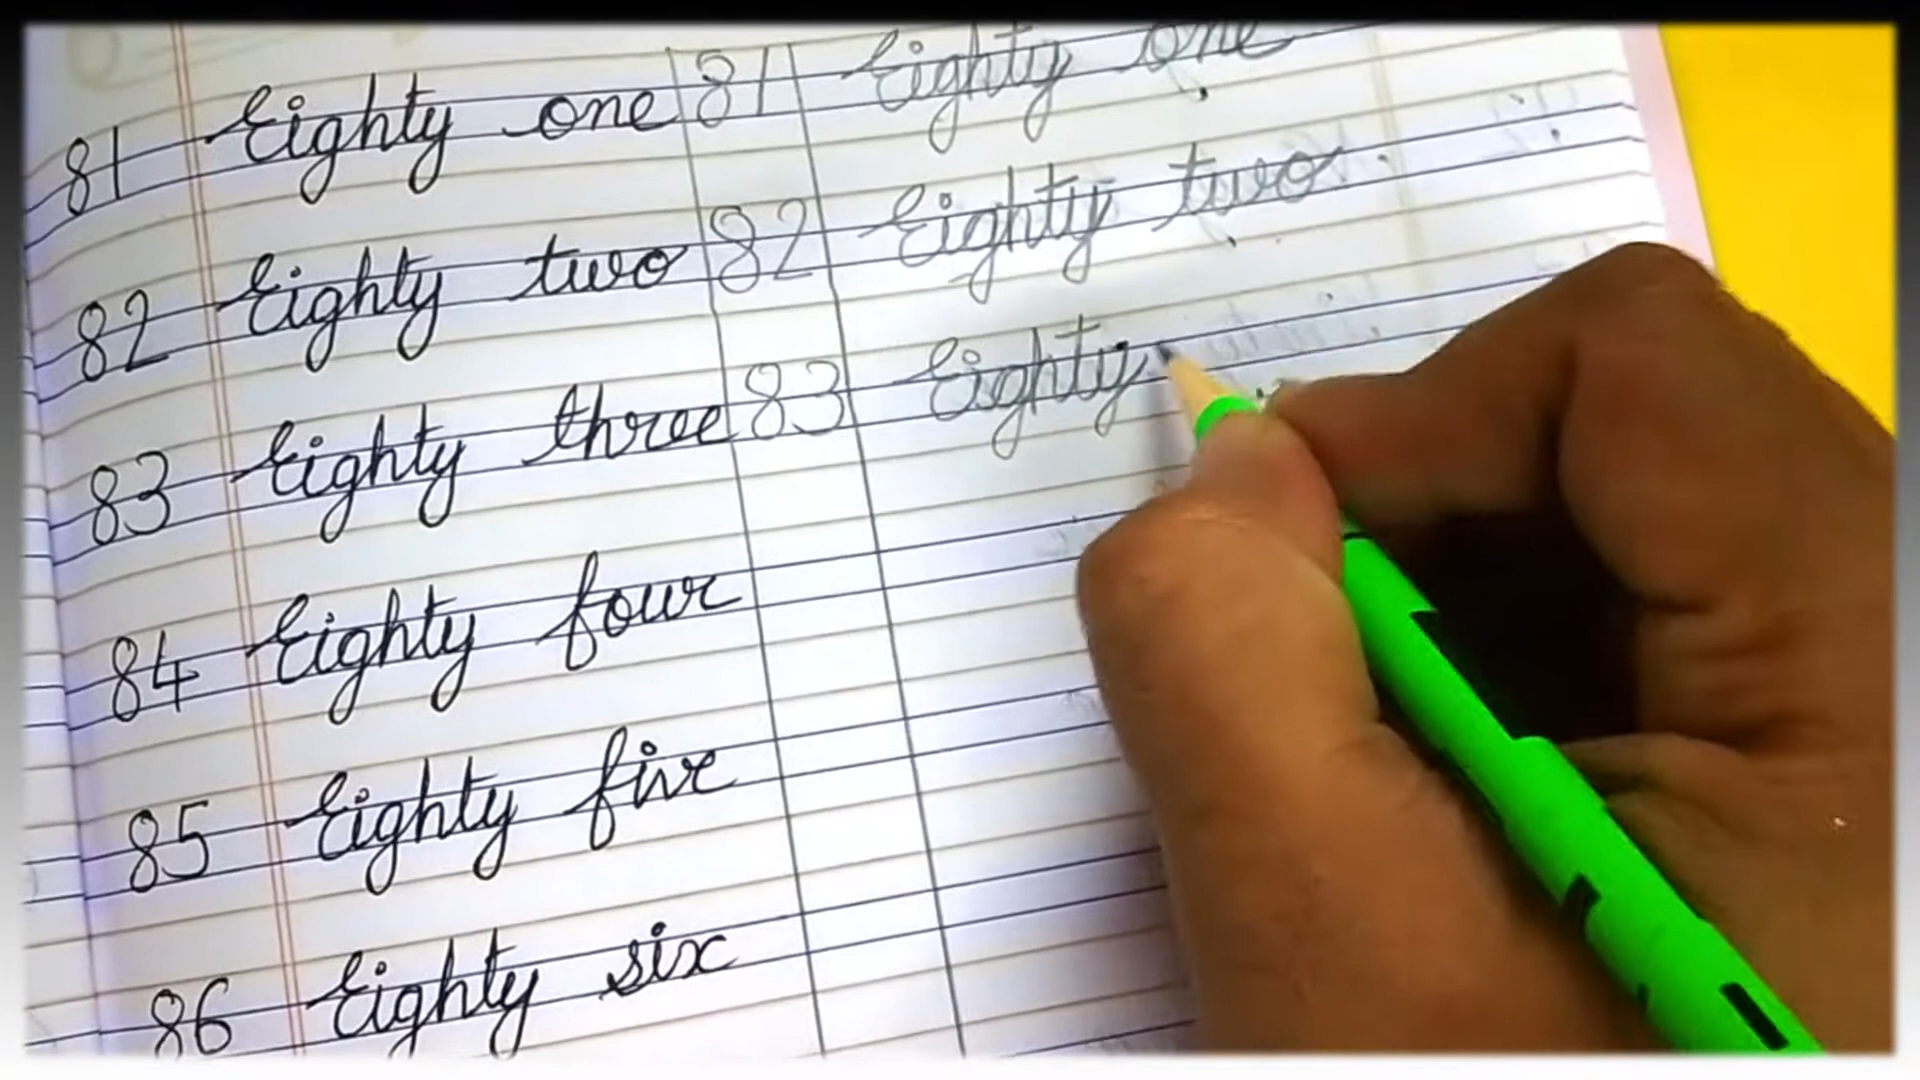 81 Eighty one 81 Eighty one
82 Eighty two 82 Eighty two
83 Eighty three 83 Eighty
84 Eighty four
85 Eighty five
86 Eighty six